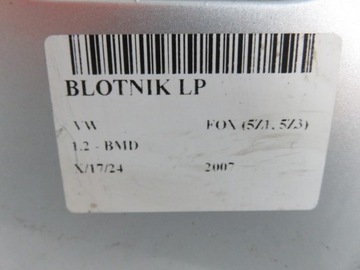 BLOTNIK LP
VW FOX (5Z1, 5Z3)
1.2 - BMD
X/17/24 2007